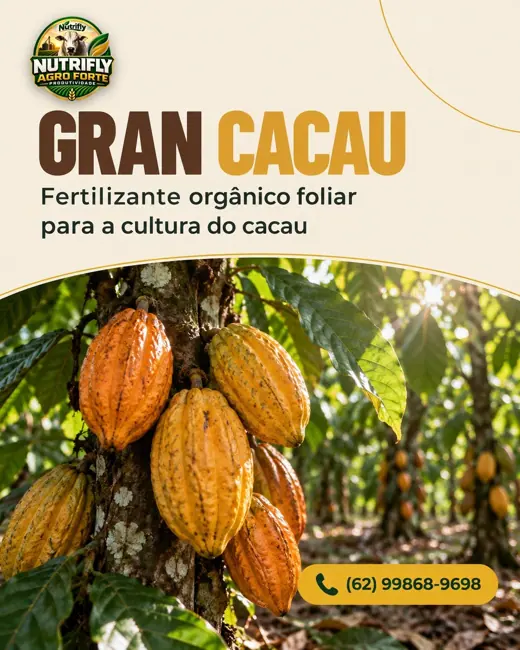 Nutrifly
NUTRIFLY
AGRO FORTE
PRODUTIVIDADE
GRAN CACAU
Fertilizante orgânico foliar
para a cultura do cacau
(62) 99868-9698